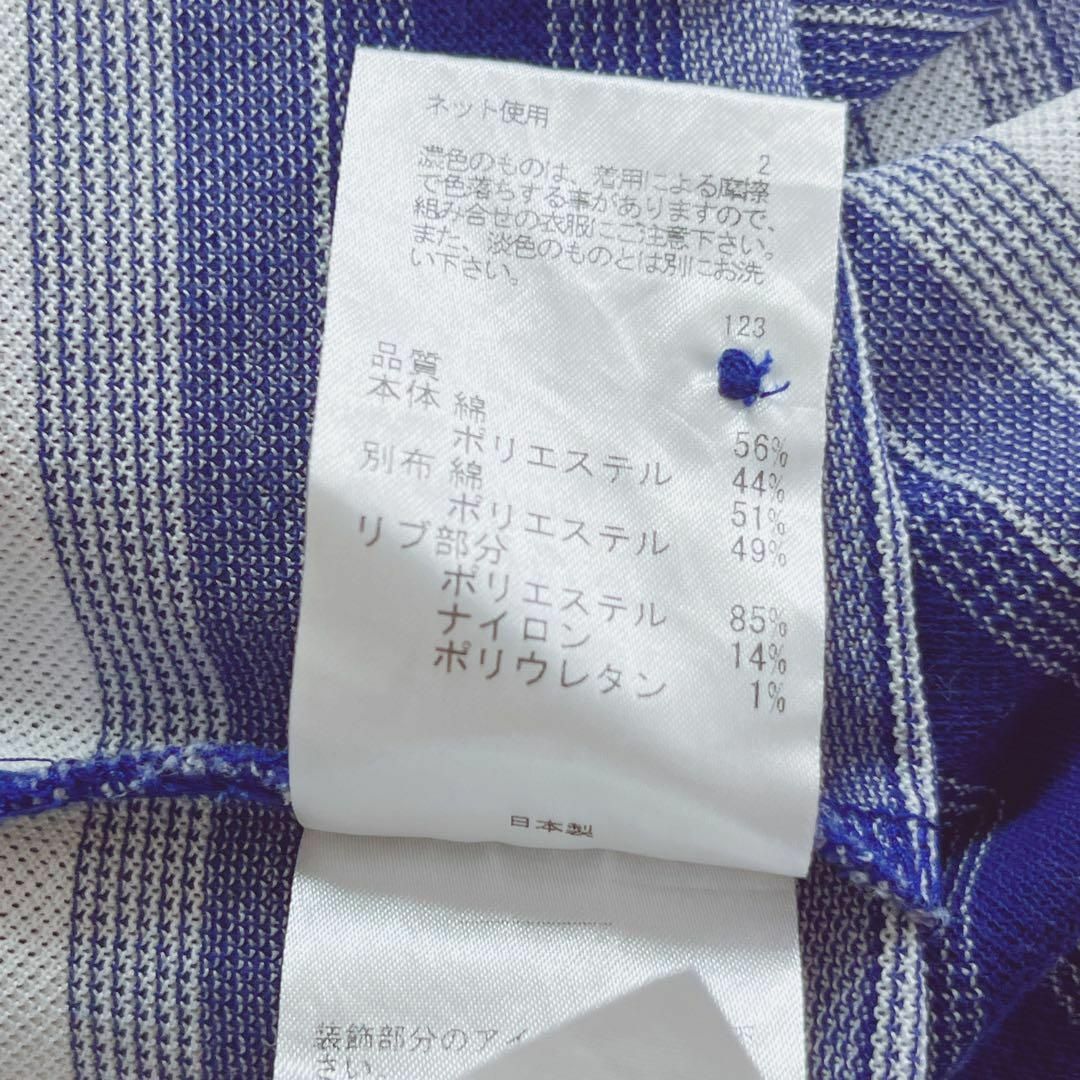 ネット使用
2
濃色のものは、着用による摩擦
で色落ちする事がありますので、
組み合せの衣服にご注意下さい。
また、淡色のものとは別にお洗
い下さい。
123
品質
本体 綿 56%
ポリエステル 44%
別布 綿 51%
ポリエステル 49%
リブ部分
ポリエステル 85%
ナイロン 14%
ポリウレタン 1%
日本製
装飾部分のアイ
さい。